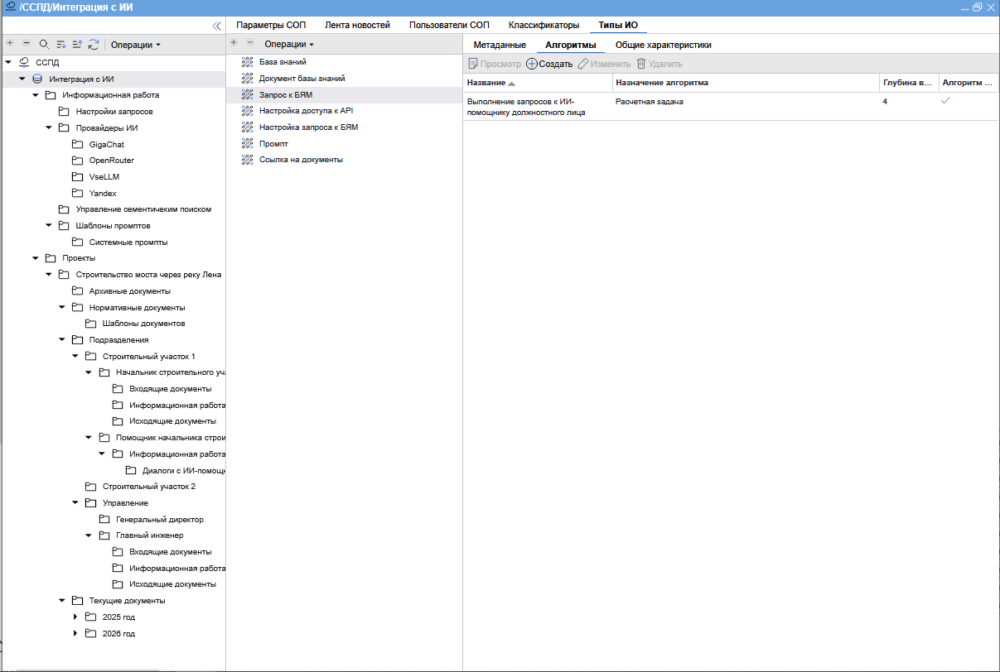 /ССПД/Интеграция с ИИ
Параметры СОП Лента новостей Пользователи СОП Классификаторы Типы ИО
Операции
ССПД
Интеграция с ИИ
Информационная работа
Настройки запросов
Провайдеры ИИ
GigaChat
OpenRouter
VseLLM
Yandex
Управление сементичеким поиском
Шаблоны промптов
Системные промпты
Проекты
Строительство моста через реку Лена
Архивные документы
Нормативные документы
Шаблоны документов
Подразделения
Строительный участок 1
Начальник строительного уча
Входящие документы
Информационная работа
Исходящие документы
Помощник начальника строи
Информационная работа
Диалоги с ИИ-помощн
Строительный участок 2
Управление
Генеральный директор
Главный инженер
Входящие документы
Информационная работа
Исходящие документы
Текущие документы
2025 год
2026 год
Операции
База знаний
Документ базы знаний
Запрос к БЯМ
Настройка доступа к API
Настройка запроса к БЯМ
Промпт
Ссылка на документы
Метаданные Алгоритмы Общие характеристики
Просмотр Создать Изменить Удалить
Название Назначение алгоритма Глубина в... Алгоритм ...
Выполнение запросов к ИИ-
помощнику должностного лица
Расчетная задача
4